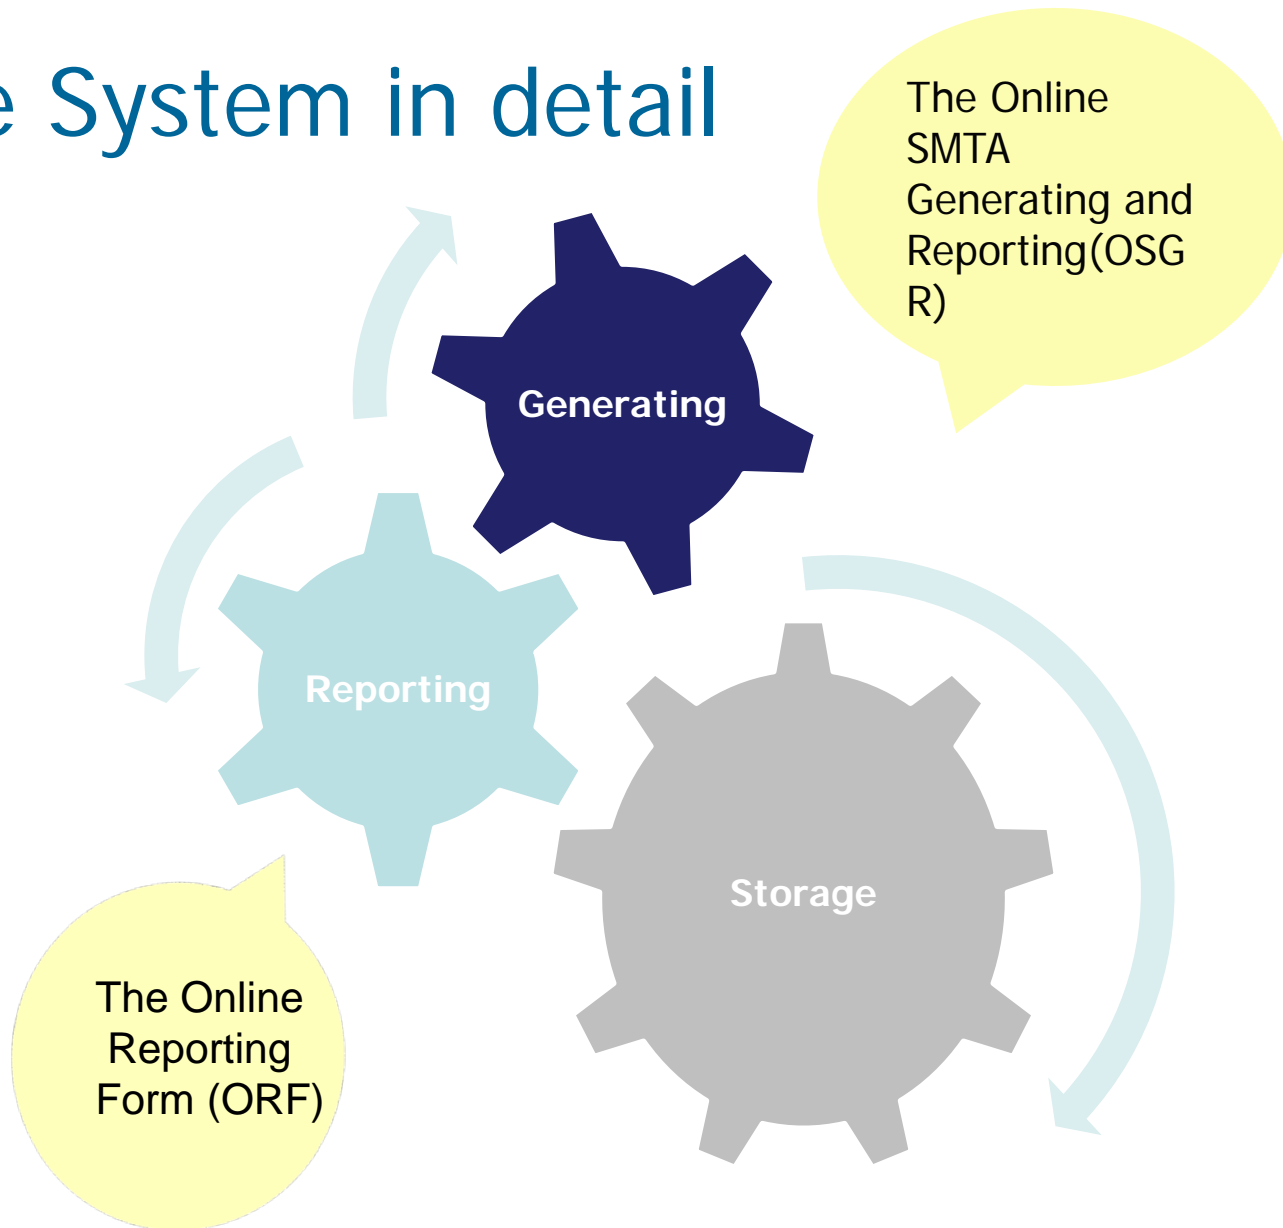 e System in detail
The Online
SMTA
Generating and
Reporting(OSG
R)
Generating
Reporting
Storage
The Online
Reporting
Form (ORF)